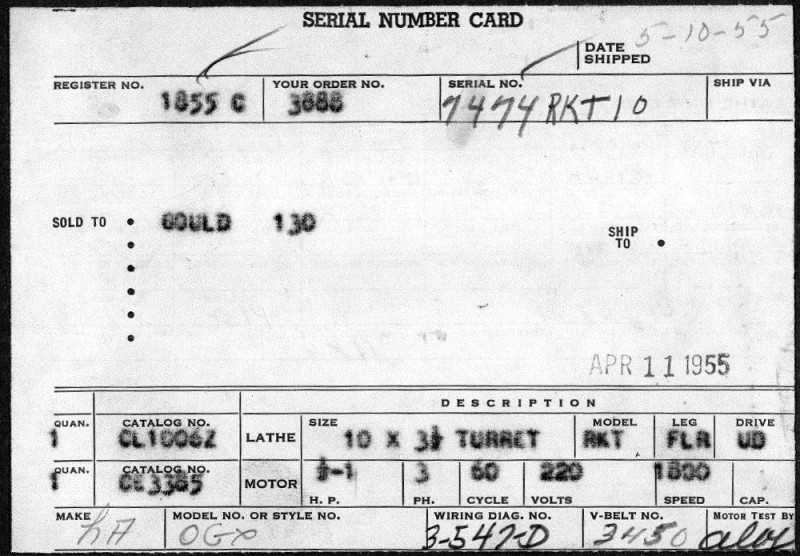 SERIAL NUMBER CARD
DATE SHIPPED 5-10-55
REGISTER NO. YOUR ORDER NO. SERIAL NO. SHIP VIA
1855 C 3888 7474 RKT10
SOLD TO • GOULD 130
SHIP TO •
APR 11 1955
DESCRIPTION
QUAN. CATALOG NO. SIZE MODEL LEG DRIVE
1 CL1006Z LATHE 10 X 3½ TURRET RKT FLR UD
QUAN. CATALOG NO.
1 CE3385 MOTOR ½-1 3 60 220 1800
H. P. PH. CYCLE VOLTS SPEED CAP.
MAKE MODEL NO. OR STYLE NO. WIRING DIAG. NO. V-BELT NO. MOTOR TEST BY
3-547-D 3450